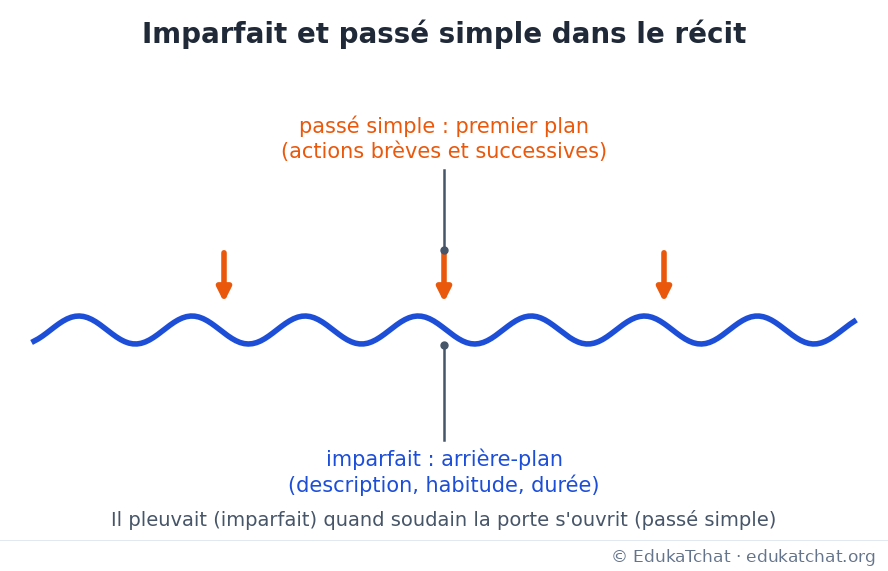 Imparfait et passé simple dans le récit
passé simple : premier plan
(actions brèves et successives)
imparfait : arrière-plan
(description, habitude, durée)
Il pleuvait (imparfait) quand soudain la porte s'ouvrit (passé simple)
© EdukaTchat · edukatchat.org